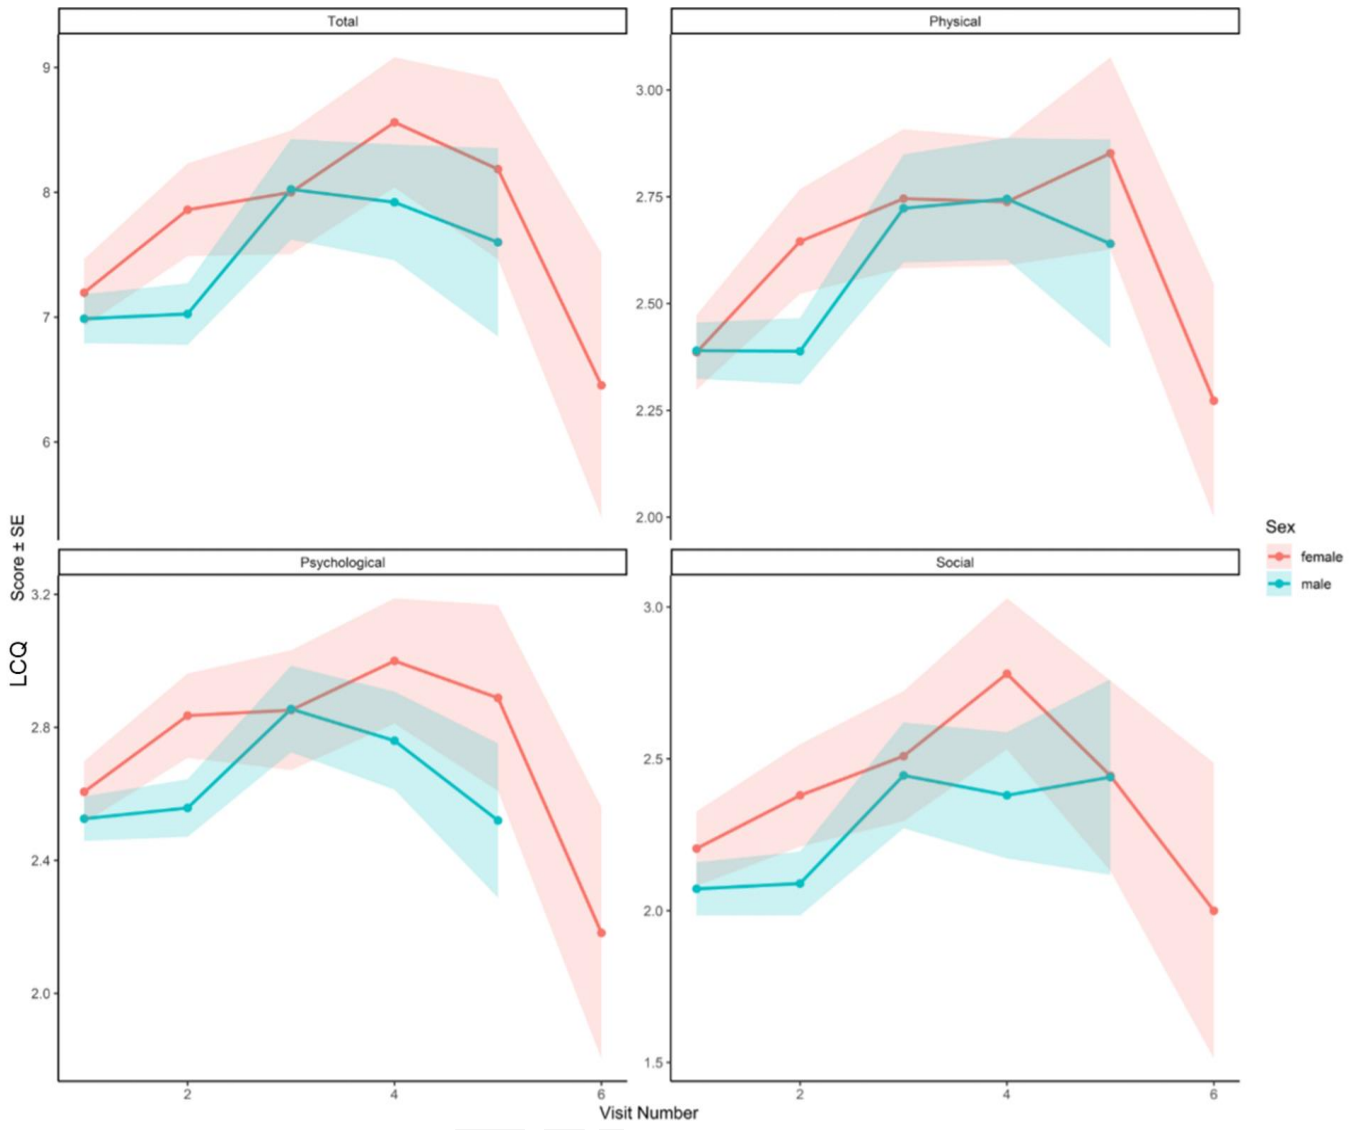 Total
9
8
7
6
Physical
3.00
2.75
2.50
2.25
2.00
Psychological
3.2
2.8
2.4
2.0
2
4
6
Social
3.0
2.5
2.0
1.5
2
4
6
Visit Number
LCQ
Score ± SE
Sex
female
male